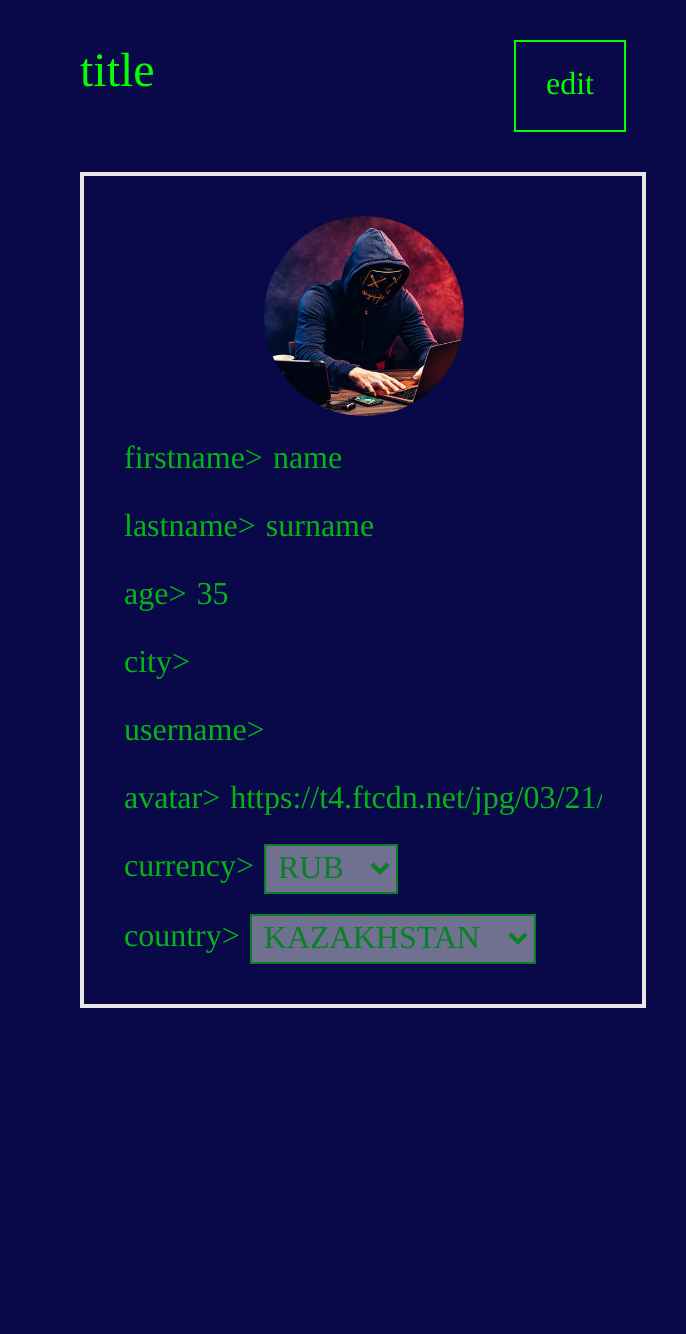 title
edit
firstname> name
lastname> surname
age> 35
city>
username>
avatar> https://t4.ftcdn.net/jpg/03/21/
currency> RUB
country> KAZAKHSTAN